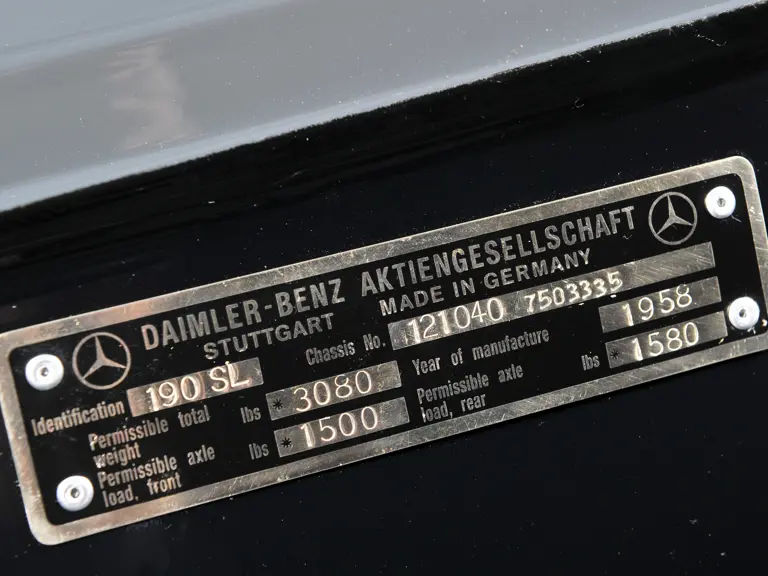 DAIMLER-BENZ AKTIENGESELLSCHAFT
STUTTGART MADE IN GERMANY
Identification 190 SL Chassis No. 121040 7503335
Permissible total weight lbs * 3080 Year of manufacture 1958
Permissible axle load, front lbs * 1500 Permissible axle load, rear lbs * 1580